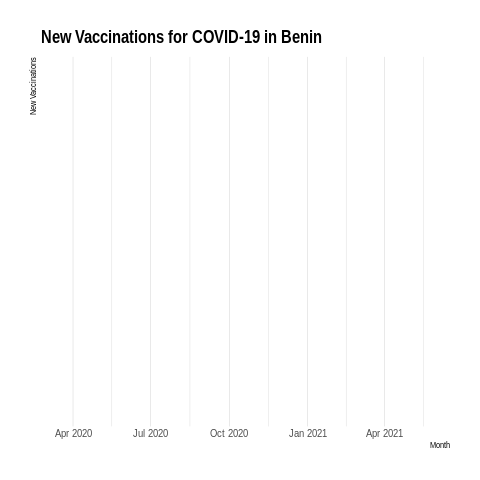 New Vaccinations for COVID-19 in Benin
New Vaccinations
Apr 2020 Jul 2020 Oct 2020 Jan 2021 Apr 2021
Month